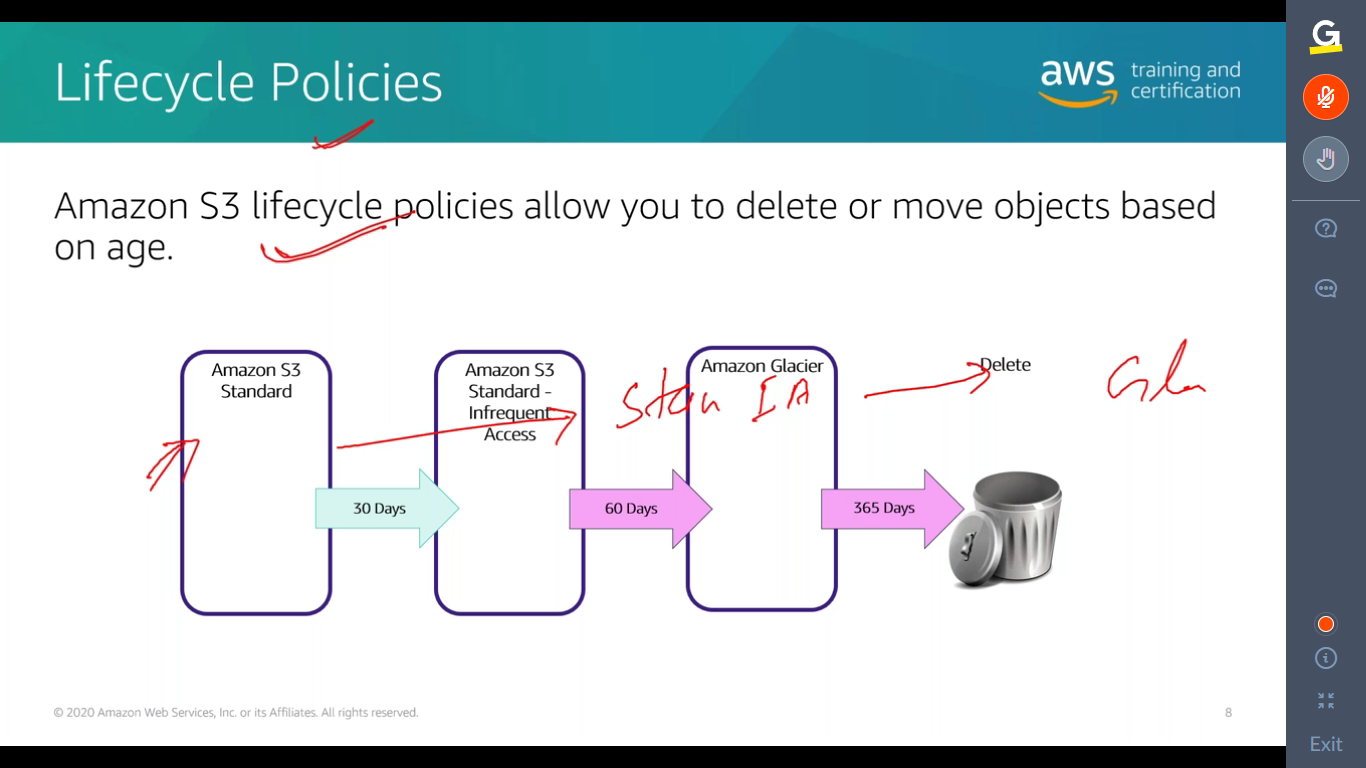 Lifecycle Policies
aws training and
certification
Amazon S3 lifecycle policies allow you to delete or move objects based
on age.
Amazon S3
Standard
Amazon S3
Standard -
Infrequent
Access
Amazon Glacier
Delete
Stan IA
Gla
30 Days
60 Days
365 Days
© 2020 Amazon Web Services, Inc. or its Affiliates. All rights reserved.
8
G
Exit